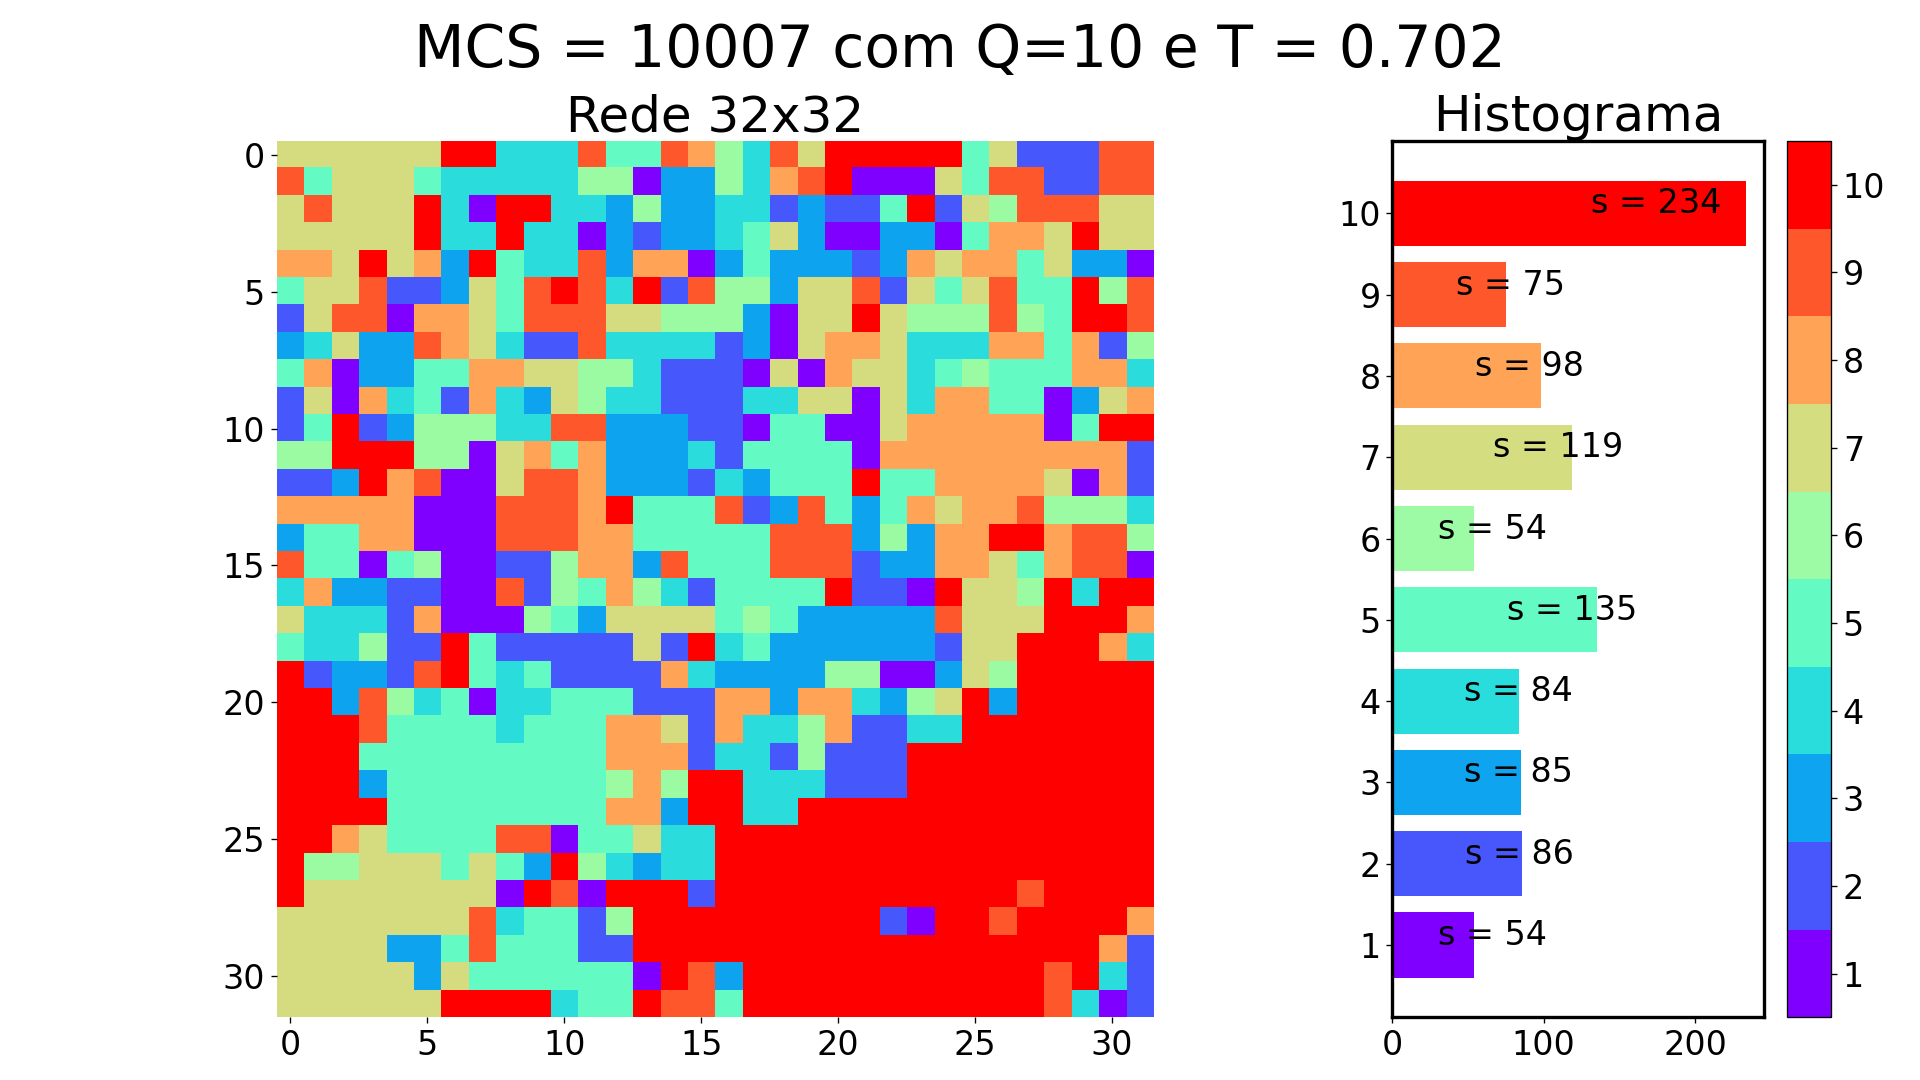 MCS = 10007 com Q=10 e T = 0.702
Rede 32x32
0
5
10
15
20
25
30
0 5 10 15 20 25 30
Histograma
10 s = 234
9 s = 75
8 s = 98
7 s = 119
6 s = 54
5 s = 135
4 s = 84
3 s = 85
2 s = 86
1 s = 54
0 100 200
10
9
8
7
6
5
4
3
2
1